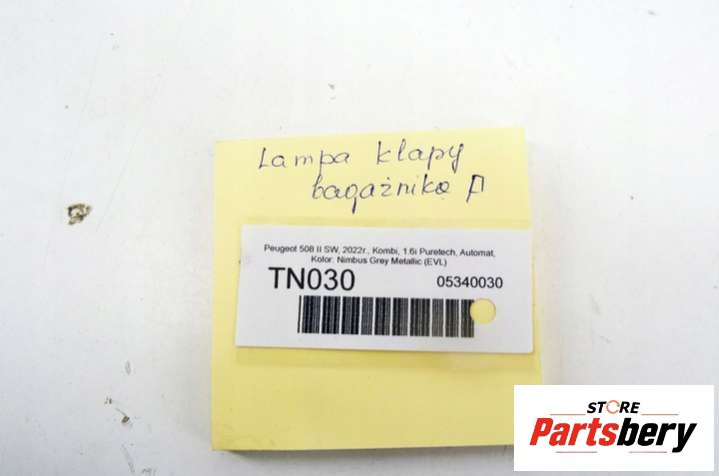 Lampa klapy
bagażnika P
Peugeot 508 II SW, 2022r., Kombi, 1.6i Puretech, Automat,
Kolor: Nimbus Grey Metallic (EVL)
TN030 05340030
STORE
Partsbery